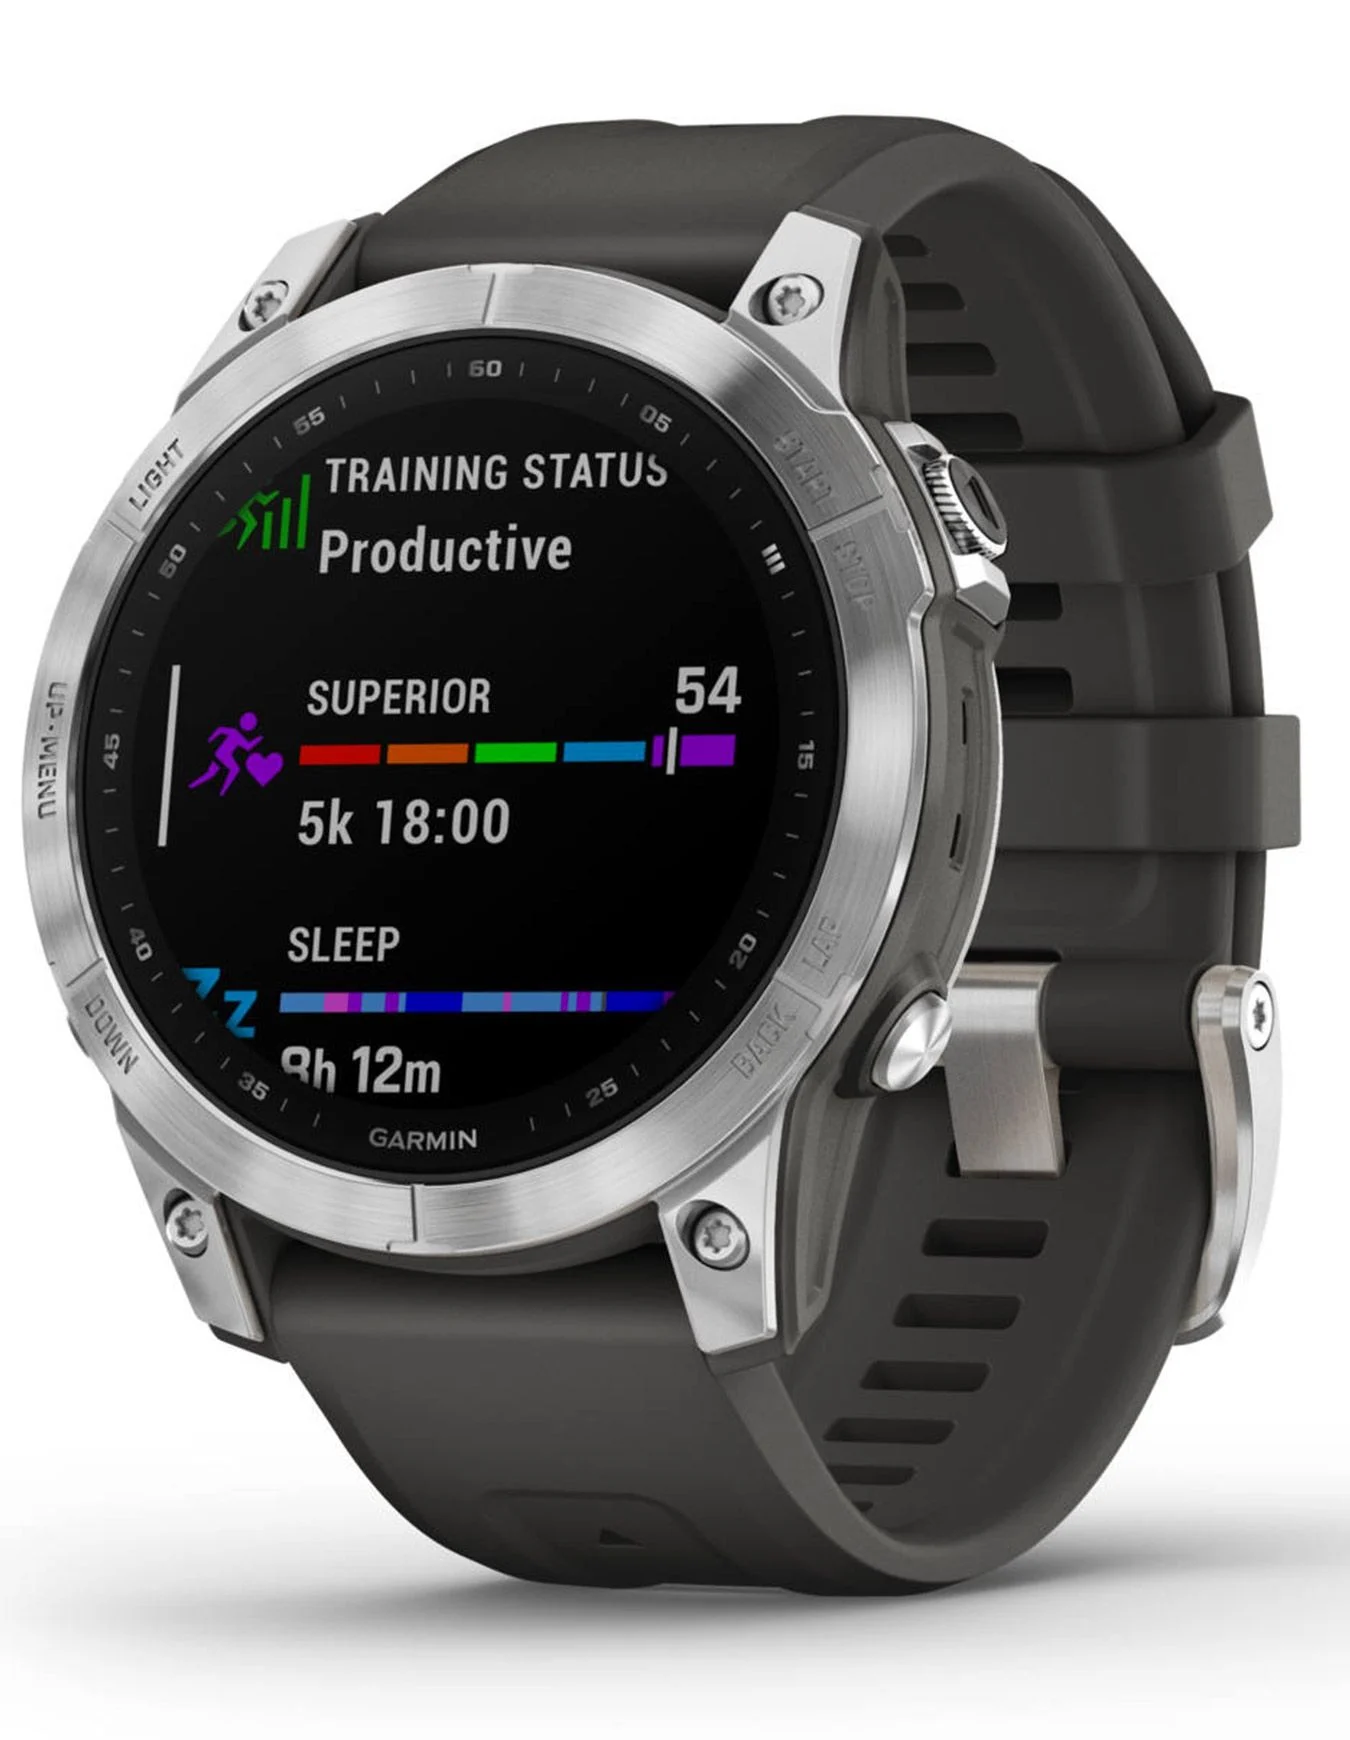 60
55
05
LIGHT
START
STOP
TRAINING STATUS
Productive
50
UP·MENU
45
15
SUPERIOR
54
5k 18:00
40
20
LAP
SLEEP
DOWN
BACK
8h 12m
35
25
GARMIN